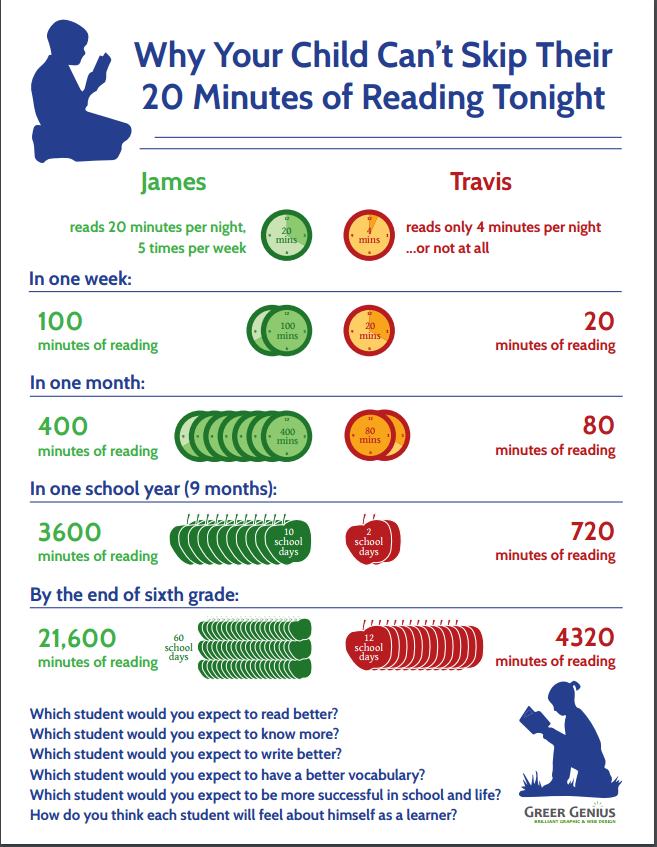 Why Your Child Can't Skip Their
20 Minutes of Reading Tonight
James
Travis
reads 20 minutes per night,
5 times per week
20
mins
4
mins
reads only 4 minutes per night
...or not at all
In one week:
100
minutes of reading
100
mins
20
mins
20
minutes of reading
In one month:
400
minutes of reading
400
mins
80
mins
80
minutes of reading
In one school year (9 months):
3600
minutes of reading
10
school
days
2
school
days
720
minutes of reading
By the end of sixth grade:
21,600
minutes of reading
60
school
days
12
school
days
4320
minutes of reading
Which student would you expect to read better?
Which student would you expect to know more?
Which student would you expect to write better?
Which student would you expect to have a better vocabulary?
Which student would you expect to be more successful in school and life?
How do you think each student will feel about himself as a learner?
GREER GENIUS
BRILLIANT GRAPHIC & WEB DESIGN